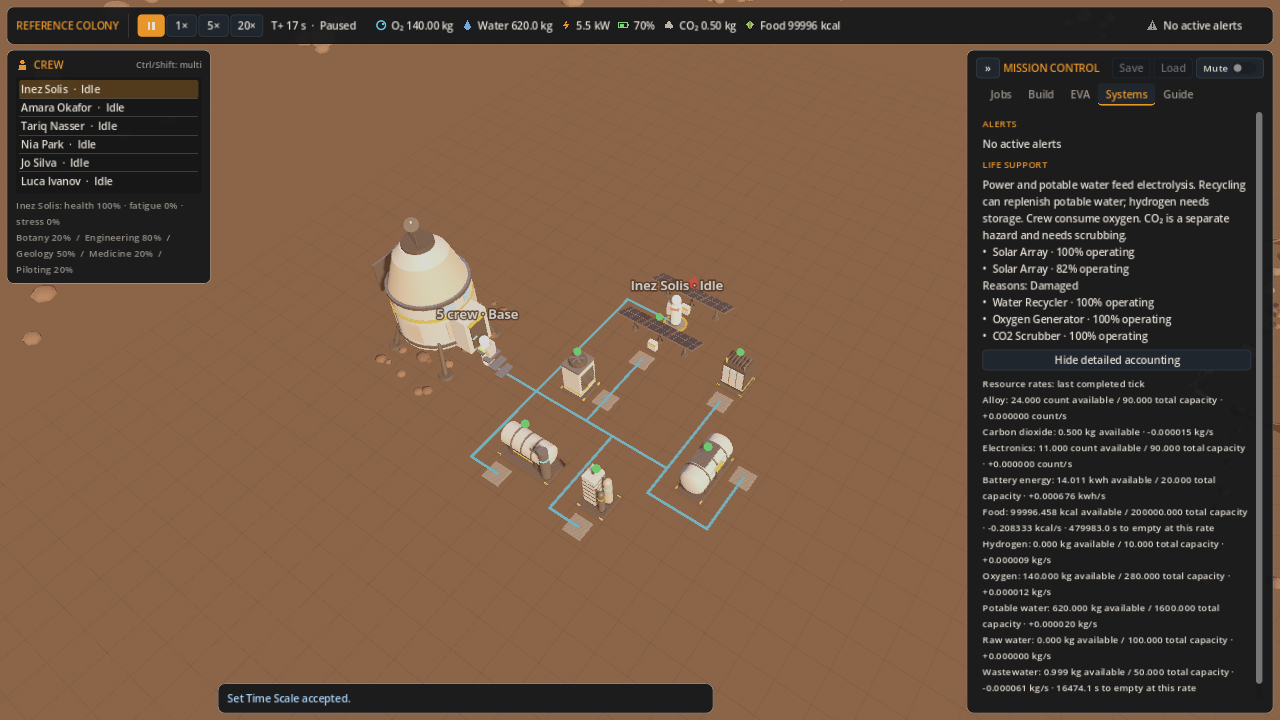 REFERENCE COLONY
1×
5×
20×
T+ 17 s · Paused
O₂ 140.00 kg
Water 620.0 kg
5.5 kW
70%
CO₂ 0.50 kg
Food 99996 kcal
No active alerts
CREW
Ctrl/Shift: multi
Inez Solis · Idle
Amara Okafor · Idle
Tariq Nasser · Idle
Nia Park · Idle
Jo Silva · Idle
Luca Ivanov · Idle
Inez Solis: health 100% · fatigue 0% ·
stress 0%
Botany 20% / Engineering 80% /
Geology 50% / Medicine 20% /
Piloting 20%
Inez Solis · Idle
5 crew · Base
» MISSION CONTROL
Save
Load
Mute
Jobs
Build
EVA
Systems
Guide
ALERTS
No active alerts
LIFE SUPPORT
Power and potable water feed electrolysis. Recycling
can replenish potable water; hydrogen needs
storage. Crew consume oxygen. CO₂ is a separate
hazard and needs scrubbing.
• Solar Array · 100% operating
• Solar Array · 82% operating
Reasons: Damaged
• Water Recycler · 100% operating
• Oxygen Generator · 100% operating
• CO2 Scrubber · 100% operating
Hide detailed accounting
Resource rates: last completed tick
Alloy: 24.000 count available / 90.000 total capacity ·
+0.000000 count/s
Carbon dioxide: 0.500 kg available · -0.000015 kg/s
Electronics: 11.000 count available / 90.000 total capacity
· +0.000000 count/s
Battery energy: 14.011 kwh available / 20.000 total
capacity · +0.000676 kwh/s
Food: 99996.458 kcal available / 200000.000 total capacity
· -0.208333 kcal/s · 479983.0 s to empty at this rate
Hydrogen: 0.000 kg available / 10.000 total capacity ·
+0.000009 kg/s
Oxygen: 140.000 kg available / 280.000 total capacity ·
+0.000012 kg/s
Potable water: 620.000 kg available / 1600.000 total
capacity · +0.000020 kg/s
Raw water: 0.000 kg available / 100.000 total capacity ·
+0.000000 kg/s
Wastewater: 0.999 kg available / 50.000 total capacity ·
-0.000061 kg/s · 16474.1 s to empty at this rate
Set Time Scale accepted.